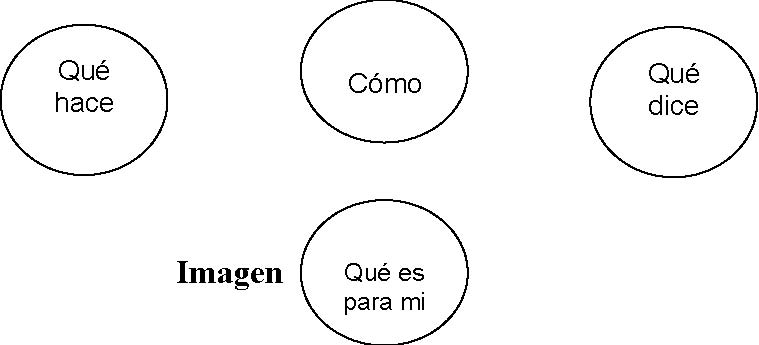 Qué
hace
Cómo
Qué
dice
Imagen
Qué es
para mi